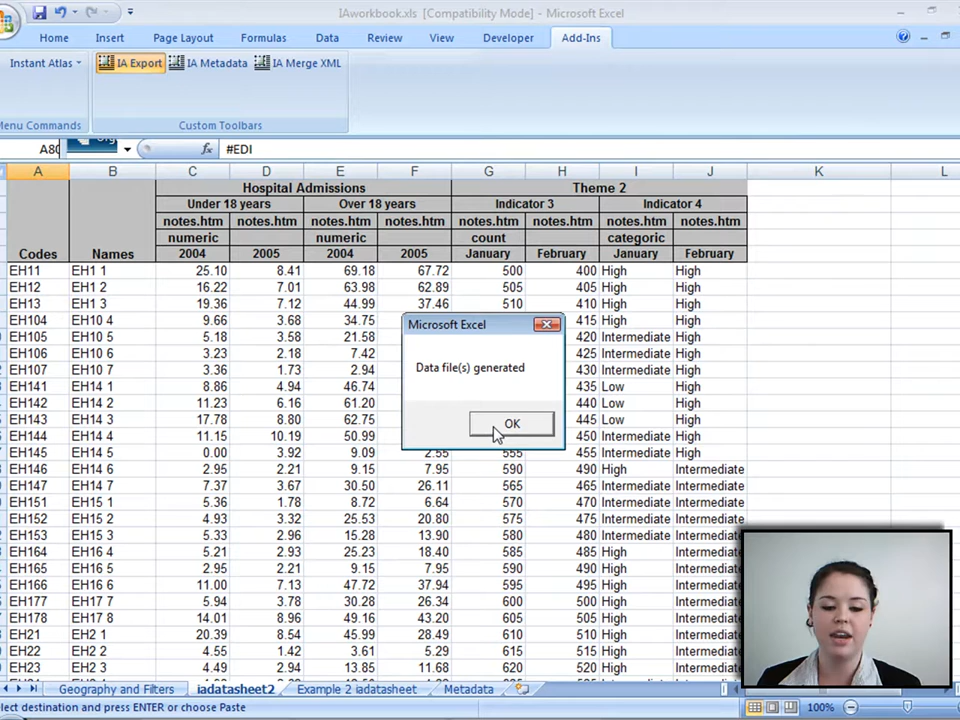 IAworkbook.xls [Compatibility Mode] - Microsoft Excel
Home Insert Page Layout Formulas Data Review View Developer Add-Ins
Instant Atlas IA Export IA Metadata IA Merge XML
Menu Commands Custom Toolbars
A80 fx #EDI
A B C D E F G H I J K L
Hospital Admissions Theme 2
Under 18 years Over 18 years Indicator 3 Indicator 4
notes.htm notes.htm notes.htm notes.htm notes.htm notes.htm notes.htm notes.htm
numeric numeric count categoric
Codes Names 2004 2005 2004 2005 January February January February
EH11 EH1 1 25.10 8.41 69.18 67.72 500 400 High High
EH12 EH1 2 16.22 7.01 63.98 62.89 505 405 High High
EH13 EH1 3 19.36 7.12 44.99 37.46 510 410 High High
EH104 EH10 4 9.66 3.68 34.75 415 High High
EH105 EH10 5 5.18 3.58 21.58 420 Intermediate High
EH106 EH10 6 3.23 2.18 7.42 425 Intermediate High
EH107 EH10 7 3.36 1.73 2.94 430 Intermediate High
EH141 EH14 1 8.86 4.94 46.74 435 Low High
EH142 EH14 2 11.23 6.16 61.20 440 Low High
EH143 EH14 3 17.78 8.80 62.75 445 Low High
EH144 EH14 4 11.15 10.19 50.99 450 Intermediate High
EH145 EH14 5 0.00 3.92 9.09 2.55 555 455 Intermediate High
EH146 EH14 6 2.95 2.21 9.15 7.95 590 490 High Intermediate
EH147 EH14 7 7.37 3.67 30.50 26.11 565 465 Intermediate Intermediate
EH151 EH15 1 5.36 1.78 8.72 6.64 570 470 Intermediate Intermediate
EH152 EH15 2 4.93 3.32 25.53 20.80 575 475 Intermediate Intermediate
EH153 EH15 3 5.33 2.96 15.28 13.90 580 480 Intermediate Intermediate
EH164 EH16 4 5.21 2.93 25.23 18.40 585 485 High Intermediate
EH165 EH16 5 2.95 2.21 9.15 7.95 590 490 High Intermediate
EH166 EH16 6 11.00 7.13 47.72 37.94 595 495 High Intermediate
EH177 EH17 7 5.94 3.78 30.28 26.34 600 500 High Intermediate
EH178 EH17 8 14.01 8.96 49.16 43.20 605 505 High Intermediate
EH21 EH2 1 20.39 8.54 45.99 28.49 610 510 High Intermediate
EH22 EH2 2 4.55 1.42 3.61 5.29 615 515 High Intermediate
EH23 EH2 3 4.49 2.94 13.85 11.68 620 520 High Intermediate
Microsoft Excel
Data file(s) generated
OK
Geography and Filters iadatasheet2 Example 2 iadatasheet Metadata
elect destination and press ENTER or choose Paste 100%